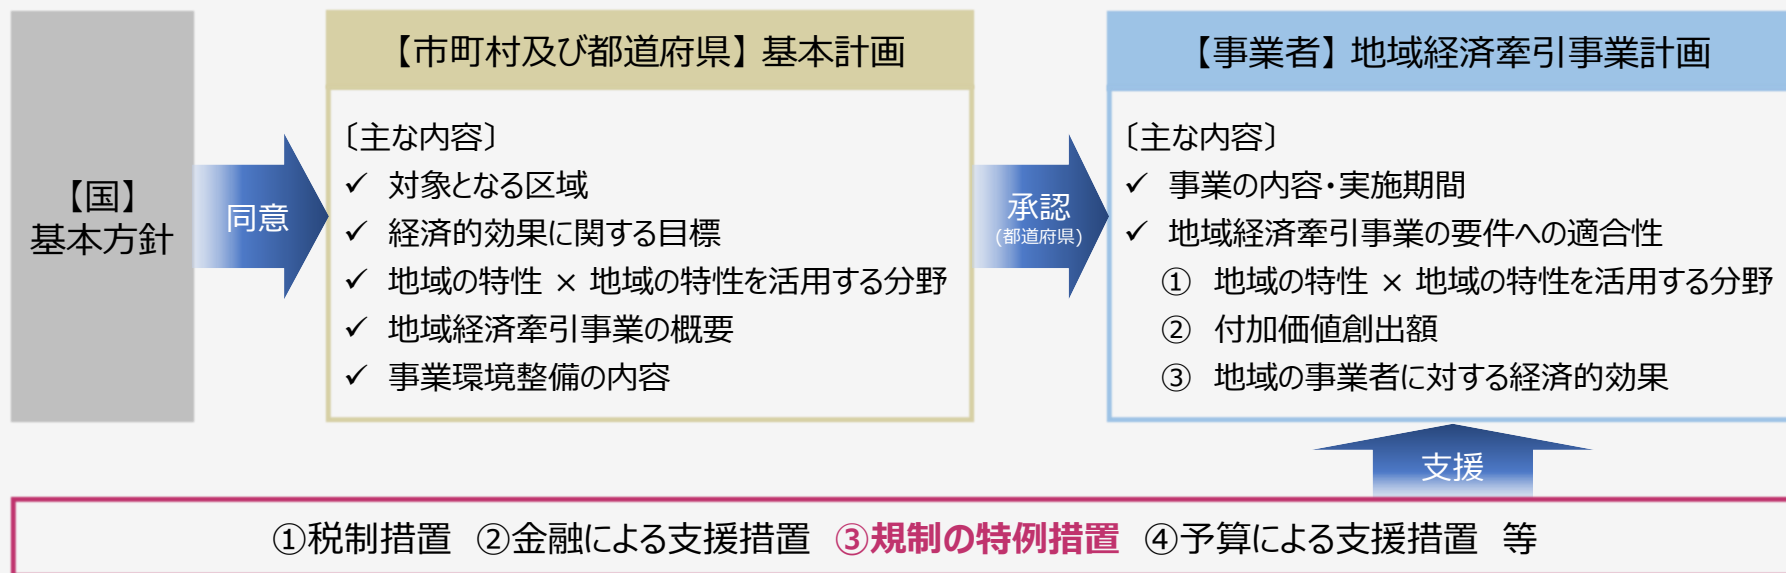 【国】
基本方針
同意
【市町村及び都道府県】 基本計画
〔主な内容〕
✓ 対象となる区域
✓ 経済的効果に関する目標
✓ 地域の特性 × 地域の特性を活用する分野
✓ 地域経済牽引事業の概要
✓ 事業環境整備の内容
承認
(都道府県)
【事業者】 地域経済牽引事業計画
〔主な内容〕
✓ 事業の内容・実施期間
✓ 地域経済牽引事業の要件への適合性
① 地域の特性 × 地域の特性を活用する分野
② 付加価値創出額
③ 地域の事業者に対する経済的効果
支援
①税制措置 ②金融による支援措置 ③規制の特例措置 ④予算による支援措置 等